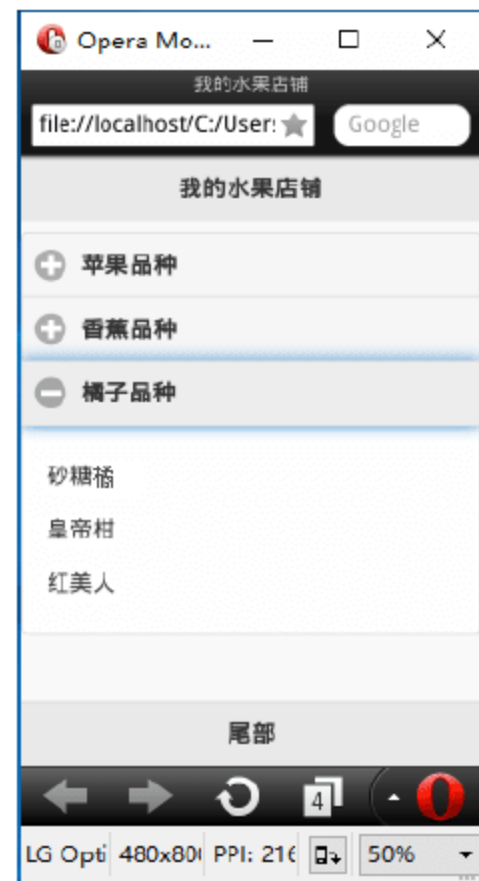 Opera Mo...
我的水果店铺
file://localhost/C:/User: Google
我的水果店铺
苹果品种
香蕉品种
橘子品种
砂糖橘
皇帝柑
红美人
尾部
4
LG Opti 480x80 PPI: 216 50%